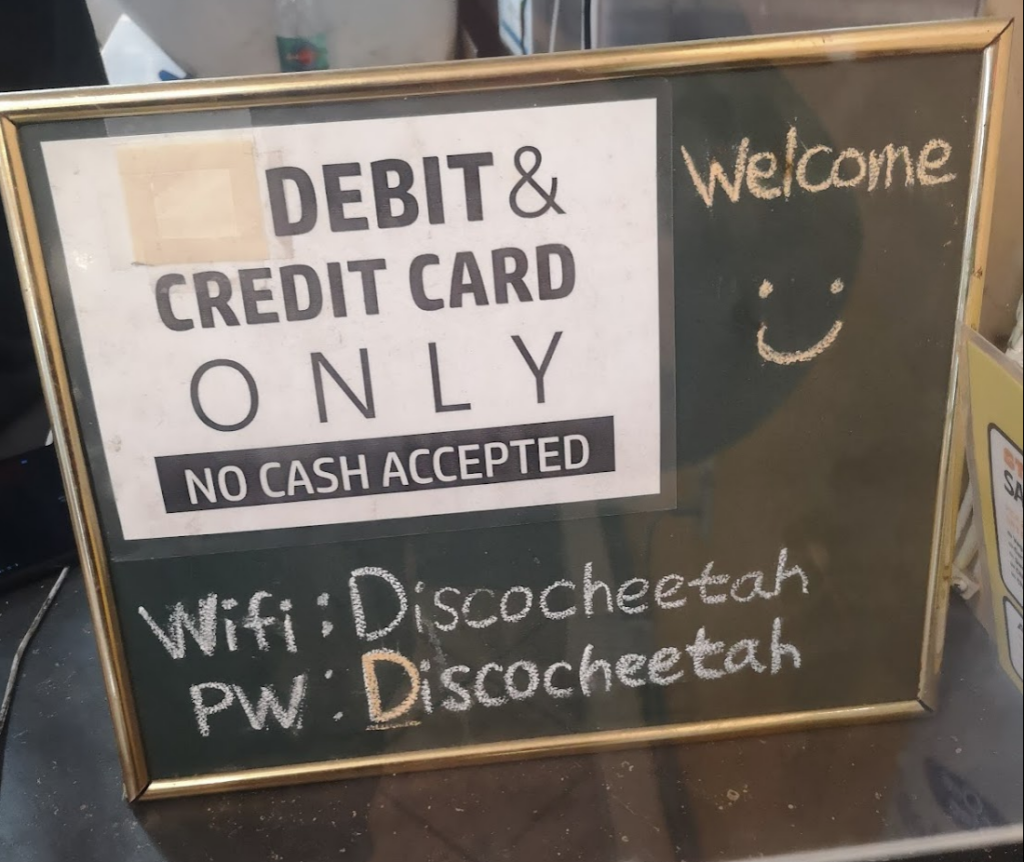 DEBIT &
CREDIT CARD
ONLY
NO CASH ACCEPTED
Welcome
Wifi : Discocheetah
PW : Discocheetah